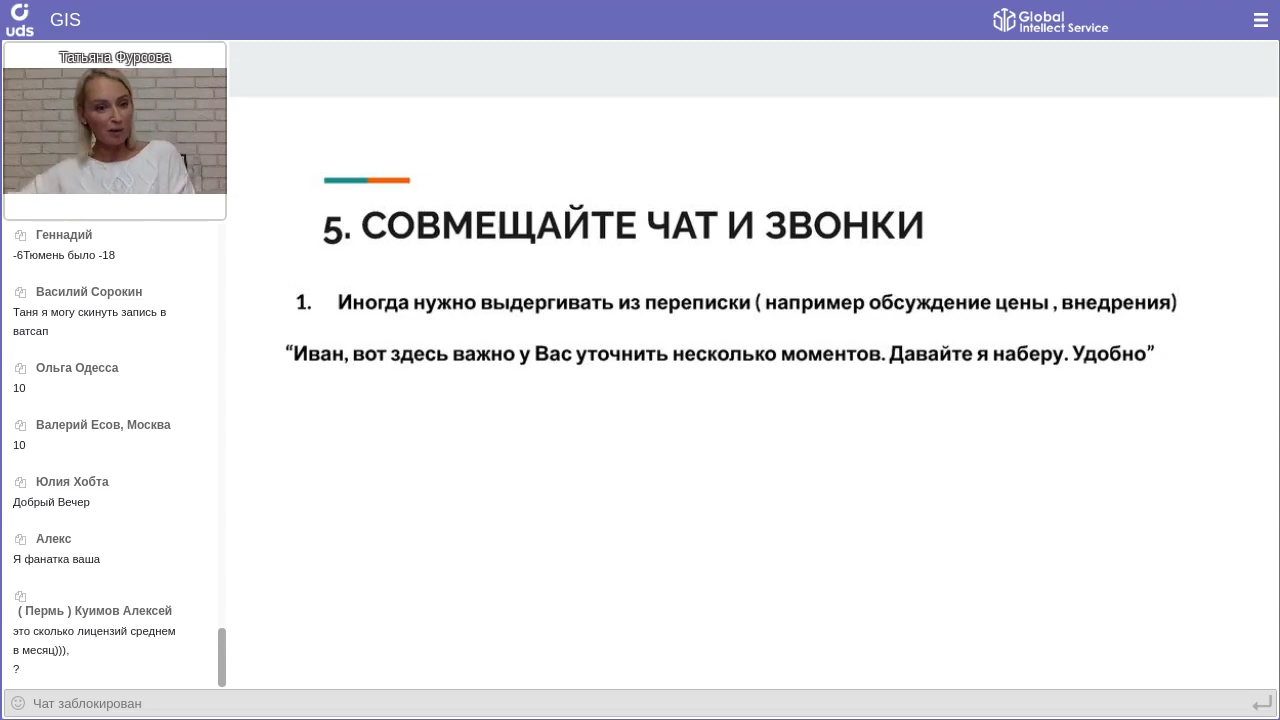 uds
GIS
Global
Intellect Service
Татьяна Фурсова
Геннадий
-6Тюмень было -18
Василий Сорокин
Таня я могу скинуть запись в
ватсап
Ольга Одесса
10
Валерий Есов, Москва
10
Юлия Хобта
Добрый Вечер
Алекс
Я фанатка ваша
( Пермь ) Куимов Алексей
это сколько лицензий среднем
в месяц))),
?
5. СОВМЕЩАЙТЕ ЧАТ И ЗВОНКИ
1. Иногда нужно выдергивать из переписки ( например обсуждение цены , внедрения)
“Иван, вот здесь важно у Вас уточнить несколько моментов. Давайте я наберу. Удобно”
Чат заблокирован